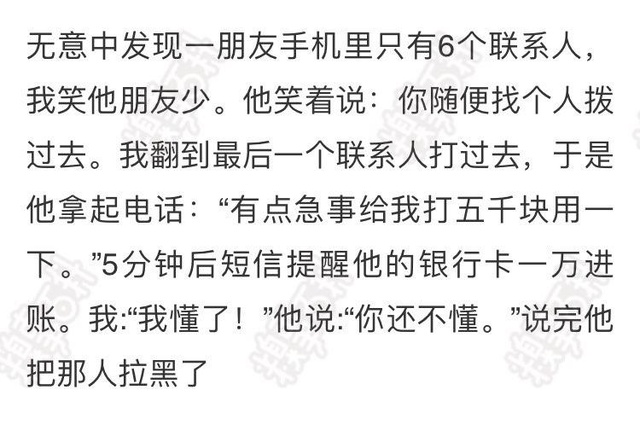 无意中发现一朋友手机里只有6个联系人，
我笑他朋友少。他笑着说：你随便找个人拨
过去。我翻到最后一个联系人打过去，于是
他拿起电话：“有点急事给我打五千块用一
下。”5分钟后短信提醒他的银行卡一万进
账。我:“我懂了！”他说:“你还不懂。”说完他
把那人拉黑了